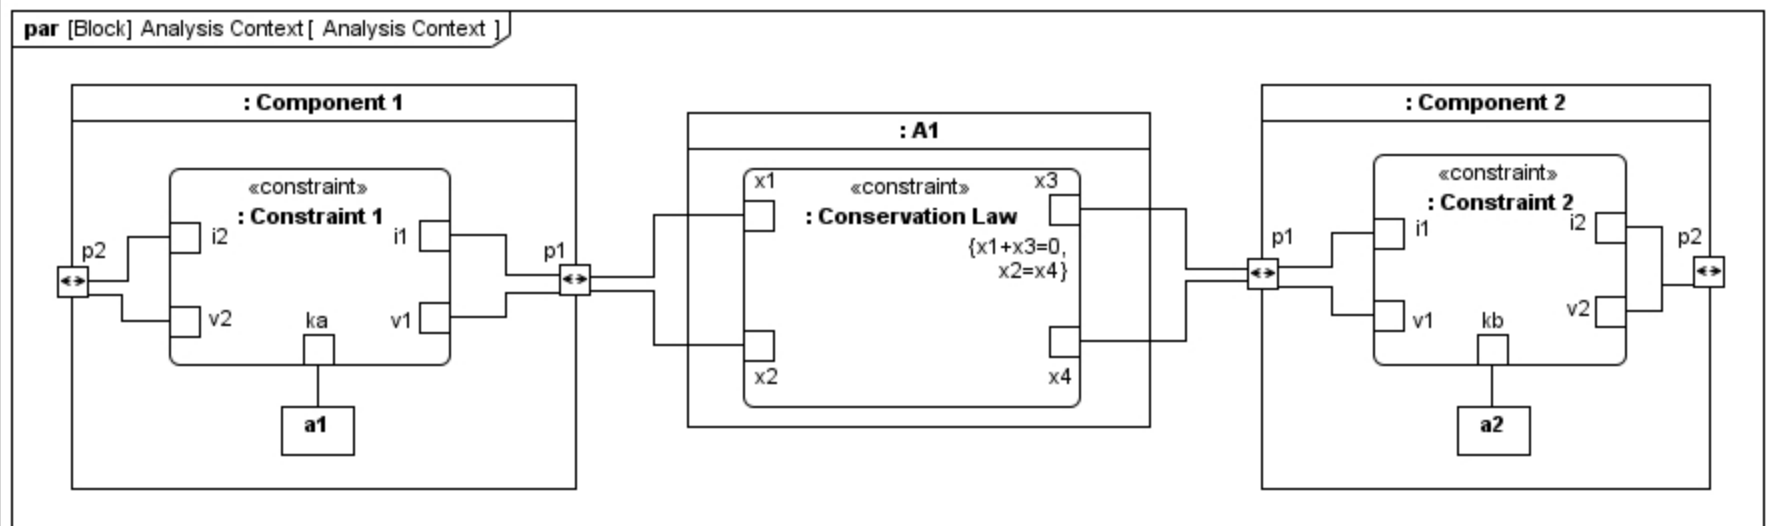 par [Block] Analysis Context [ Analysis Context ]
: Component 1
p2
«constraint»
: Constraint 1
i2
i1
v2
v1
ka
a1
p1
: A1
x1
«constraint»
x3
: Conservation Law
{x1+x3=0,
x2=x4}
x2
x4
: Component 2
p1
«constraint»
: Constraint 2
i1
i2
v1
v2
kb
a2
p2